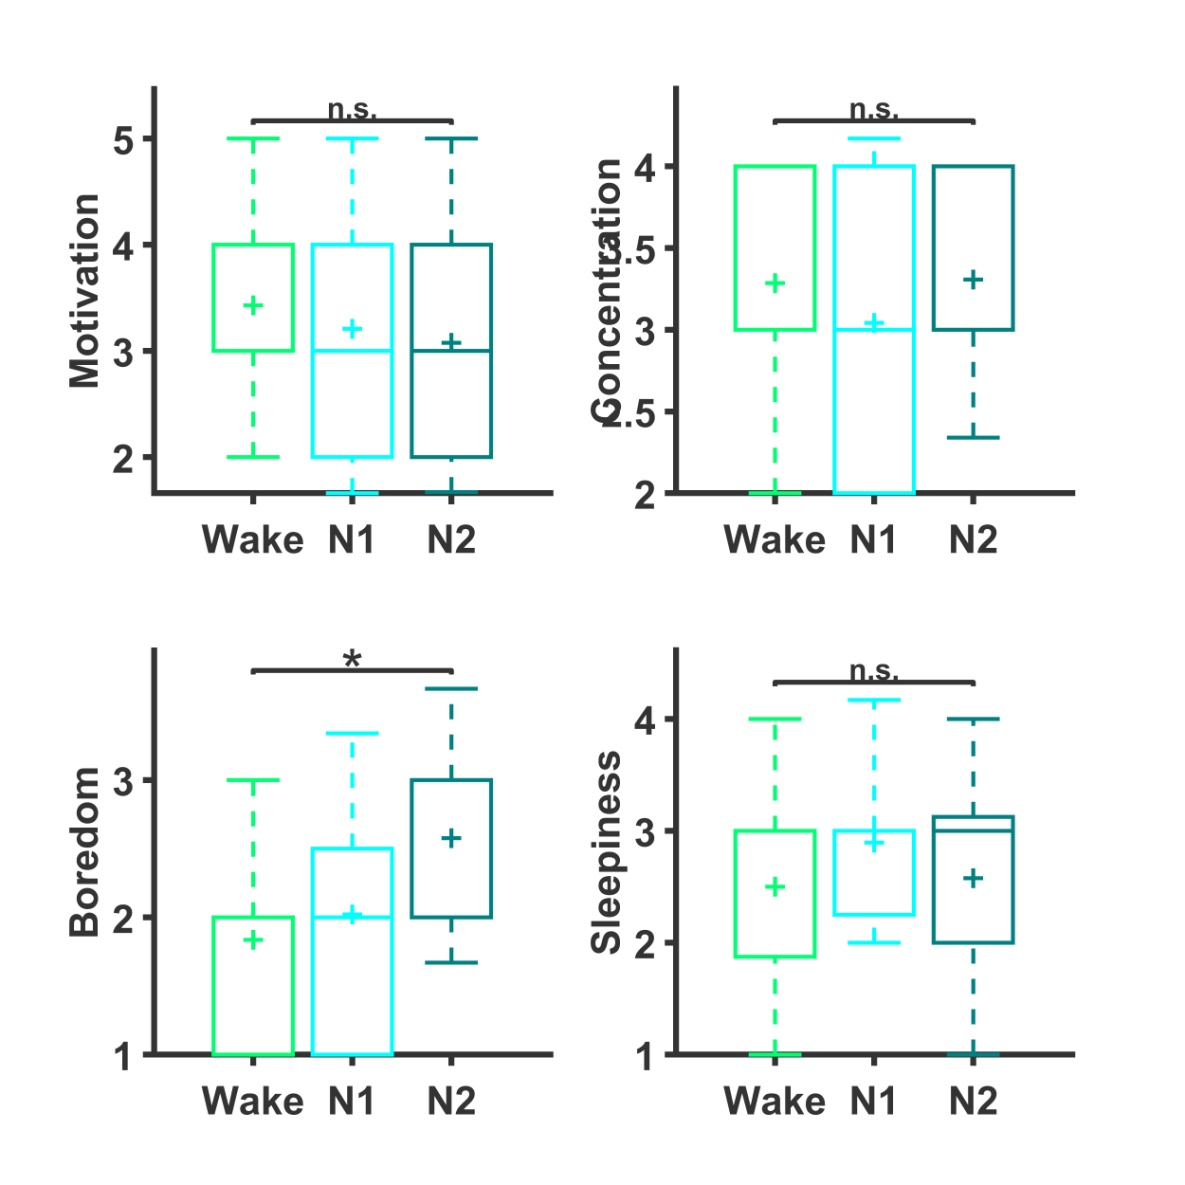 n.s.
5
4
3
2
Motivation
Wake N1 N2
n.s.
4
3
2
Concentration
Wake N1 N2
*
3
2
1
Boredom
Wake N1 N2
n.s.
4
3
2
1
Sleepiness
Wake N1 N2